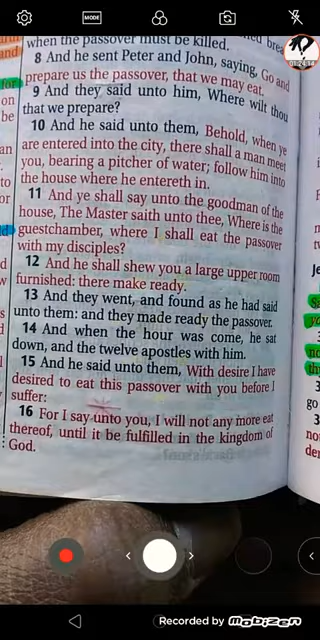 MODE
when the passover must be killed.
8 And he sent Peter and John, saying, Go and
prepare us the passover, that we may eat.
9 And they said unto him, Where wilt thou
that we prepare?
10 And he said unto them, Behold, when ye
are entered into the city, there shall a man meet
you, bearing a pitcher of water; follow him into
the house where he entereth in.
11 And ye shall say unto the goodman of the
house, The Master saith unto thee, Where is the
guestchamber, where I shall eat the passover
with my disciples?
12 And he shall shew you a large upper room
furnished: there make ready.
13 And they went, and found as he had said
unto them: and they made ready the passover.
14 And when the hour was come, he sat
down, and the twelve apostles with him.
15 And he said unto them, With desire I have
desired to eat this passover with you before I
suffer:
16 For I say unto you, I will not any more eat
thereof, until it be fulfilled in the kingdom of
God.
and
for
on
be
an
to
or
go
Recorded by mobizen